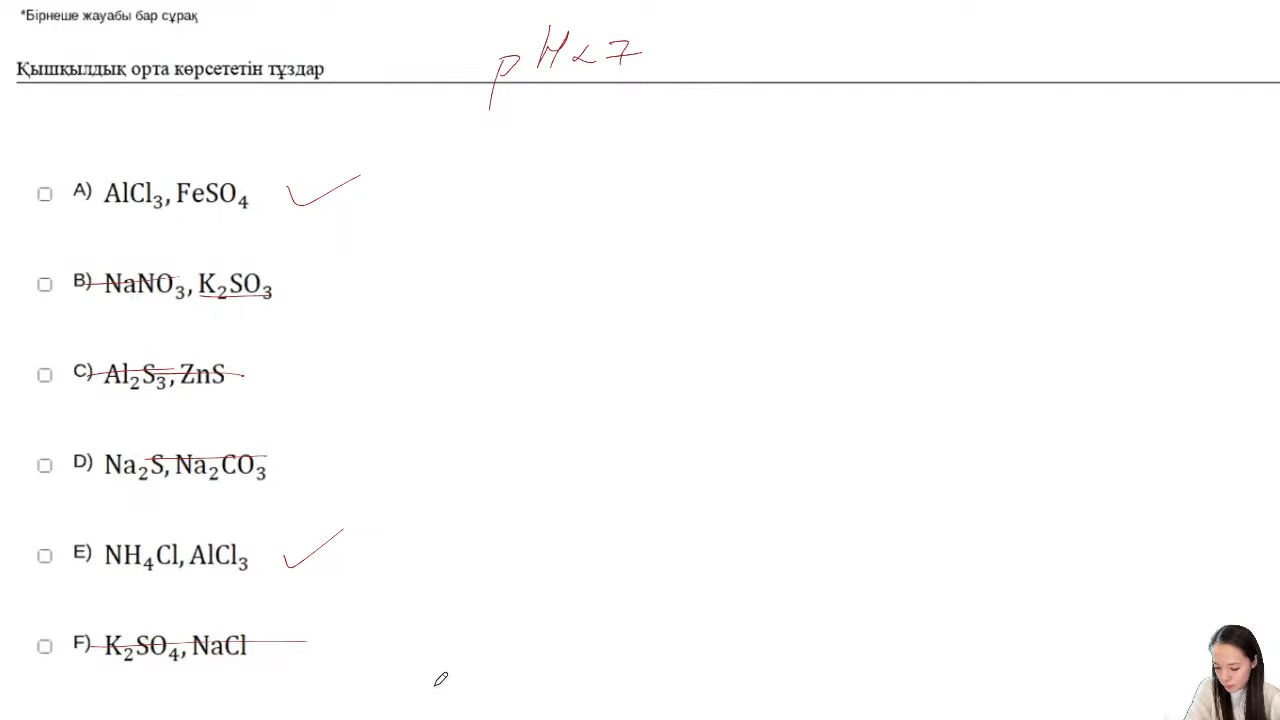 *Бірнеше жауабы бар сұрақ
pH<7
Қышқылдық орта көрсететін тұздар
A) AlCl₃, FeSO₄
B) NaNO₃, K₂SO₃
C) Al₂S₃, ZnS
D) Na₂S, Na₂CO₃
E) NH₄Cl, AlCl₃
F) K₂SO₄, NaCl